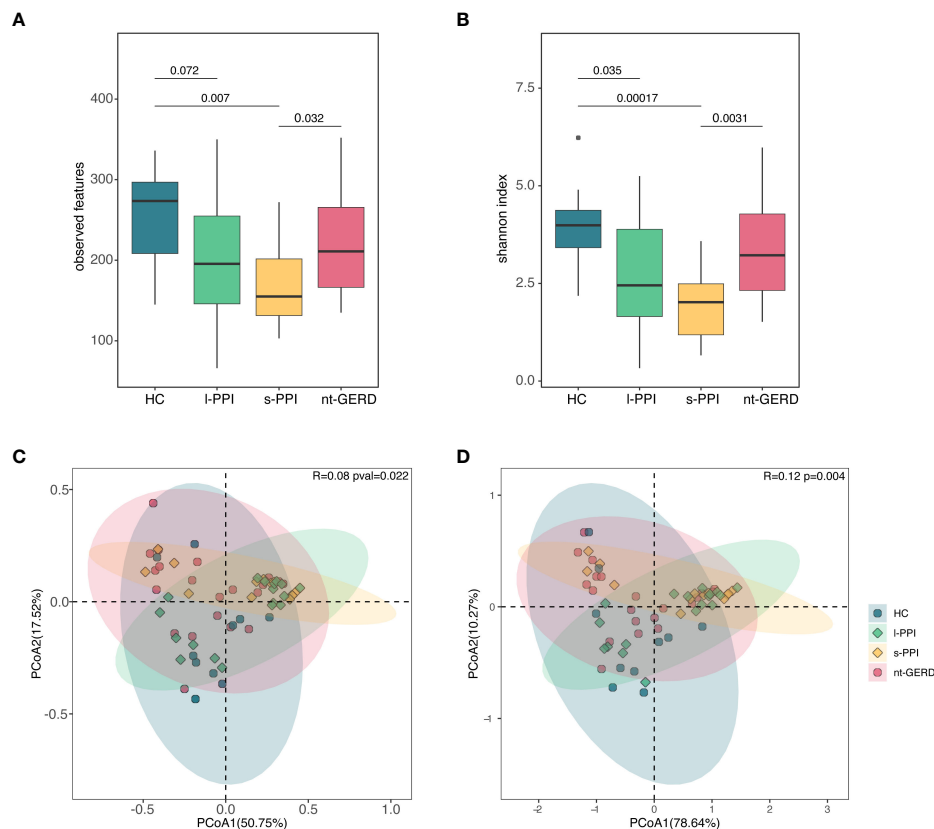 A
B
0.072
0.007
0.032
400
300
200
100
observed features
HC
l-PPI
s-PPI
nt-GERD
0.035
0.00017
0.0031
7.5
5.0
2.5
0.0
shannon index
HC
l-PPI
s-PPI
nt-GERD
C
D
R=0.08 pval=0.022
0.5
0.0
-0.5
PCoA2(17.52%)
-0.5
0.0
0.5
1.0
PCoA1(50.75%)
R=0.12 p=0.004
1
0
-1
PCoA2(10.27%)
-2
-1
0
1
2
3
PCoA1(78.64%)
HC
l-PPI
s-PPI
nt-GERD